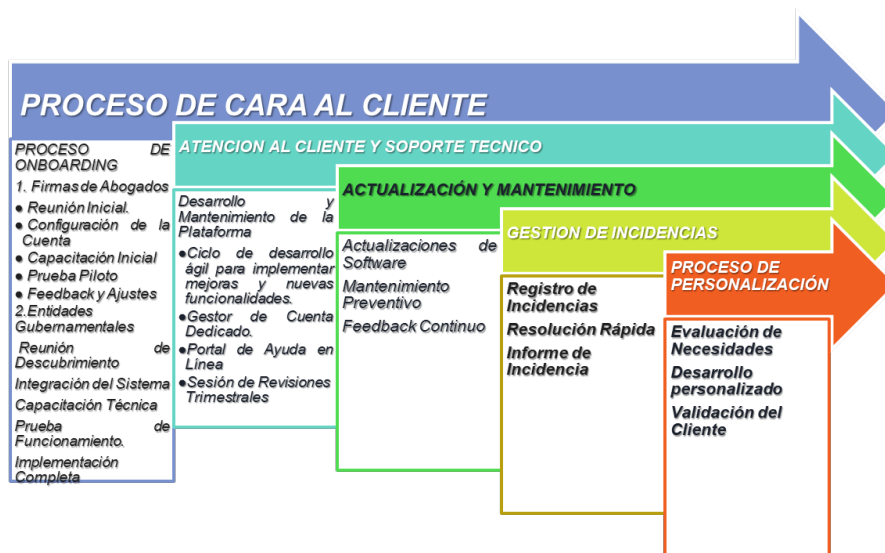 PROCESO DE CARA AL CLIENTE
PROCESO DE
ONBOARDING
1. Firmas de Abogados
● Reunión Inicial.
● Configuración de la
Cuenta
● Capacitación Inicial
● Prueba Piloto
● Feedback y Ajustes
2.Entidades
Gubernamentales
Reunión de
Descubrimiento
Integración del Sistema
Capacitación Técnica
Prueba de
Funcionamiento.
Implementación
Completa
ATENCION AL CLIENTE Y SOPORTE TECNICO
Desarrollo y
Mantenimiento de la
Plataforma
●Ciclo de desarrollo
ágil para implementar
mejoras y nuevas
funcionalidades.
●Gestor de Cuenta
Dedicado.
●Portal de Ayuda en
Línea
●Sesión de Revisiones
Trimestrales
ACTUALIZACIÓN Y MANTENIMIENTO
Actualizaciones de
Software
Mantenimiento
Preventivo
Feedback Continuo
GESTION DE INCIDENCIAS
Registro de
Incidencias
Resolución Rápida
Informe de
Incidencia
PROCESO DE
PERSONALIZACIÓN
Evaluación de
Necesidades
Desarrollo
personalizado
Validación del
Cliente